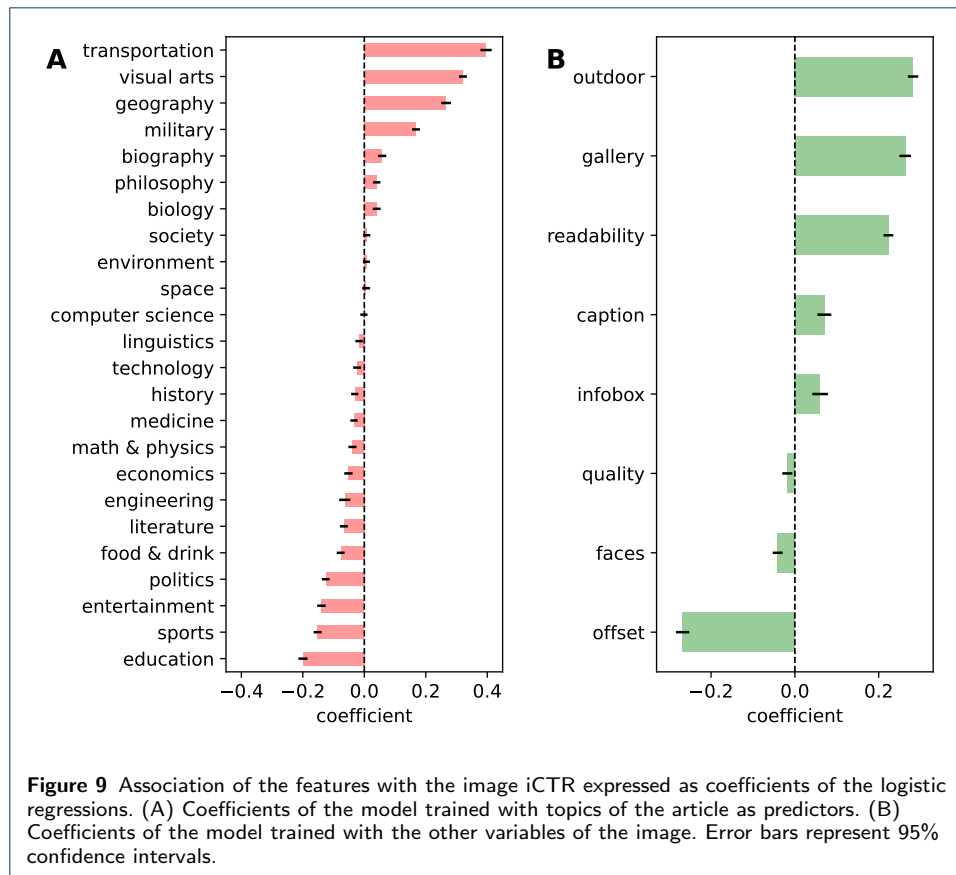 A
transportation
visual arts
geography
military
biography
philosophy
biology
society
environment
space
computer science
linguistics
technology
history
medicine
math & physics
economics
engineering
literature
food & drink
politics
entertainment
sports
education
−0.4 −0.2 0.0 0.2 0.4
coefficient
B
outdoor
gallery
readability
caption
infobox
quality
faces
offset
−0.2 0.0 0.2
coefficient
Figure 9 Association of the features with the image iCTR expressed as coefficients of the logistic
regressions. (A) Coefficients of the model trained with topics of the article as predictors. (B)
Coefficients of the model trained with the other variables of the image. Error bars represent 95%
confidence intervals.